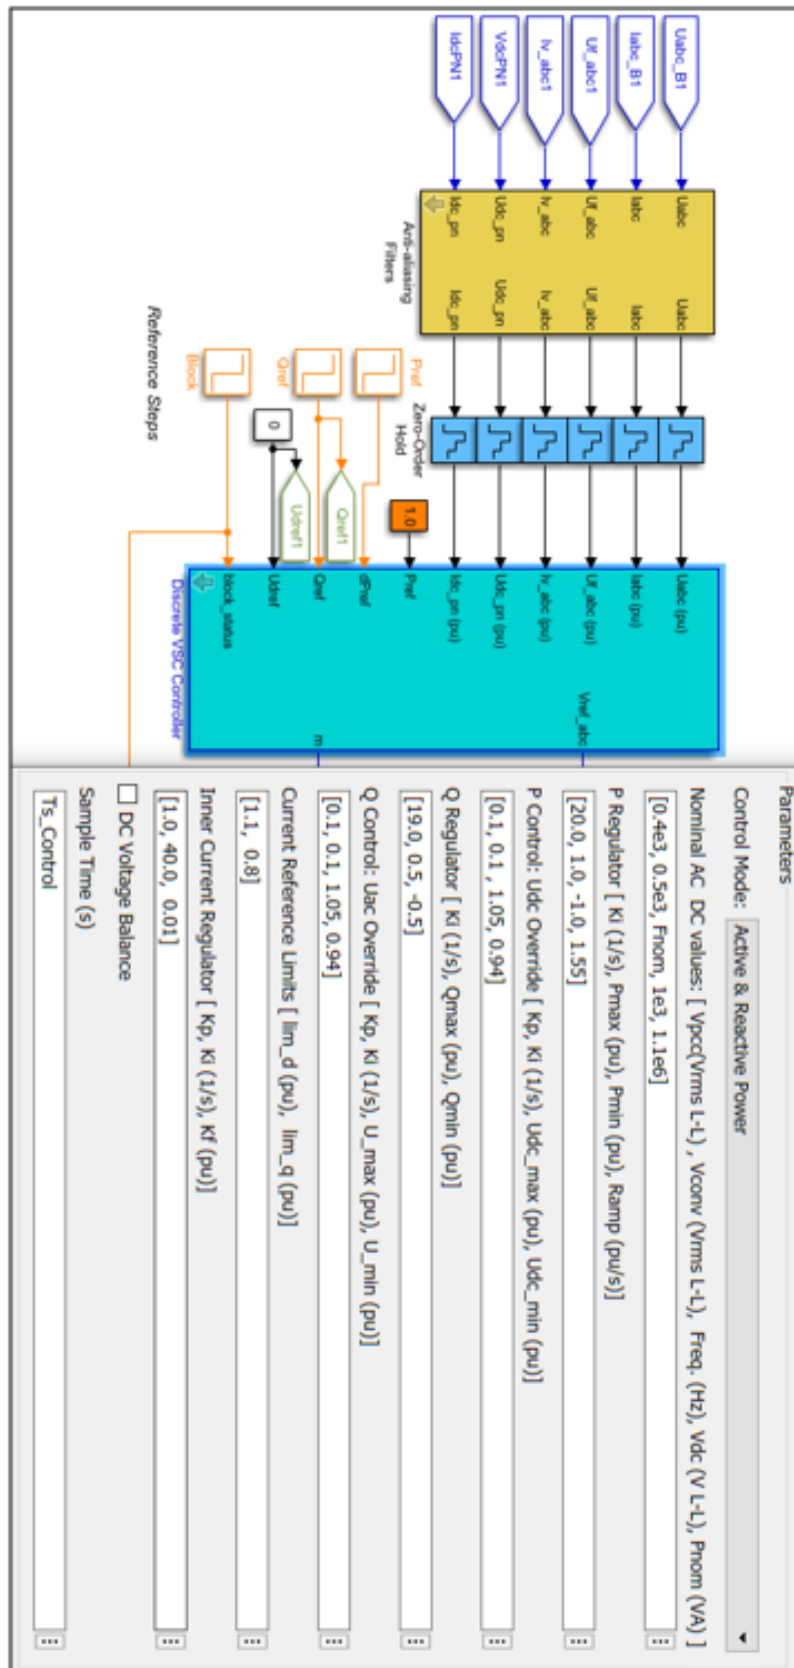 Uabc_B1
Iabc_B1
Uf_abc1
Iv_abc1
VdcPN1
IdcPN1
Uabc
Uabc
Iabc
Iabc
Uf_abc
Uf_abc
Iv_abc
Iv_abc
Udc_pn
Udc_pn
Idc_pn
Idc_pn
Anti-aliasing
Filters
Zero-Order
Hold
Uabc (pu)
Iabc (pu)
Uf_abc (pu)
Iv_abc (pu)
Udc_pn (pu)
Idc_pn (pu)
1.0
Pref
Pref
dPref
Qref1
Qref
Qref
Udref1
0
Udref
Block
block_status
Reference Steps
Vref_abc
m
Discrete VSC Controller
Parameters
Control Mode: Active & Reactive Power
Nominal AC DC values: [ Vpcc(Vrms L-L) , Vconv (Vrms L-L), Freq. (Hz), Vdc (V L-L), Pnom (VA) ]
[0.4e3, 0.5e3, Fnom, 1e3, 1.1e6]
P Regulator [ Ki (1/s), Pmax (pu), Pmin (pu), Ramp (pu/s)]
[20.0, 1.0, -1.0, 1.55]
P Control: Udc Override [ Kp, Ki (1/s), Udc_max (pu), Udc_min (pu)]
[0.1, 0.1 , 1.05, 0.94]
Q Regulator [ Ki (1/s), Qmax (pu), Qmin (pu)]
[19.0, 0.5, -0.5]
Q Control: Uac Override [ Kp, Ki (1/s), U_max (pu), U_min (pu)]
[0.1, 0.1, 1.05, 0.94]
Current Reference Limits [ lim_d (pu), lim_q (pu)]
[1.1, 0.8]
Inner Current Regulator [ Kp, Ki (1/s), Kf (pu)]
[1.0, 40.0, 0.01]
DC Voltage Balance
Sample Time (s)
Ts_Control